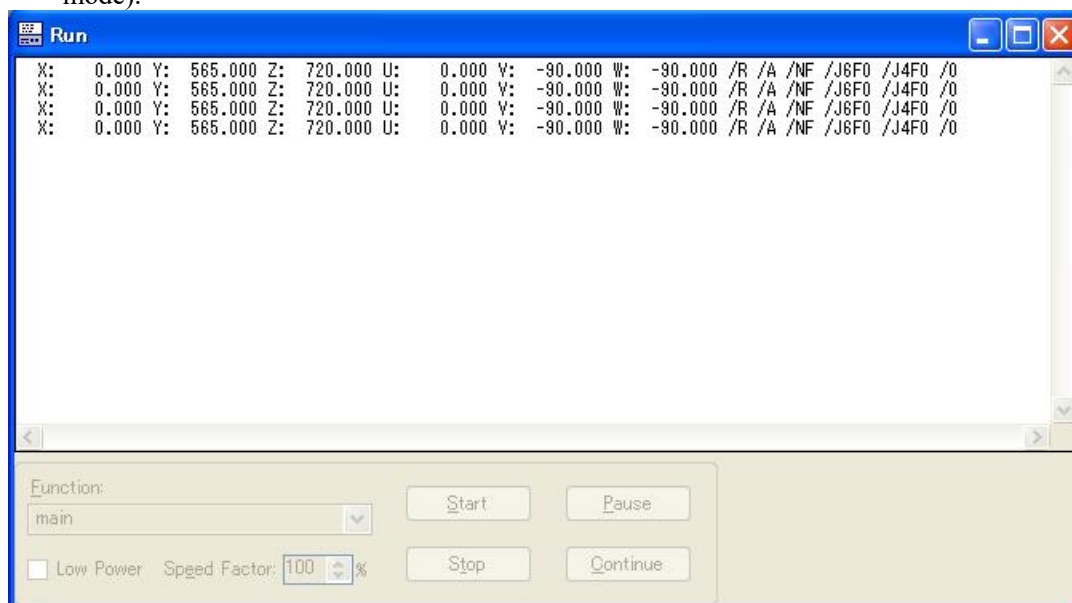 mode).
Run
X: 0.000 Y: 565.000 Z: 720.000 U: 0.000 V: -90.000 W: -90.000 /R /A /NF /J6F0 /J4F0 /0
X: 0.000 Y: 565.000 Z: 720.000 U: 0.000 V: -90.000 W: -90.000 /R /A /NF /J6F0 /J4F0 /0
X: 0.000 Y: 565.000 Z: 720.000 U: 0.000 V: -90.000 W: -90.000 /R /A /NF /J6F0 /J4F0 /0
X: 0.000 Y: 565.000 Z: 720.000 U: 0.000 V: -90.000 W: -90.000 /R /A /NF /J6F0 /J4F0 /0
Function:
main
Start
Pause
Low Power Speed Factor: 100 %
Stop
Continue